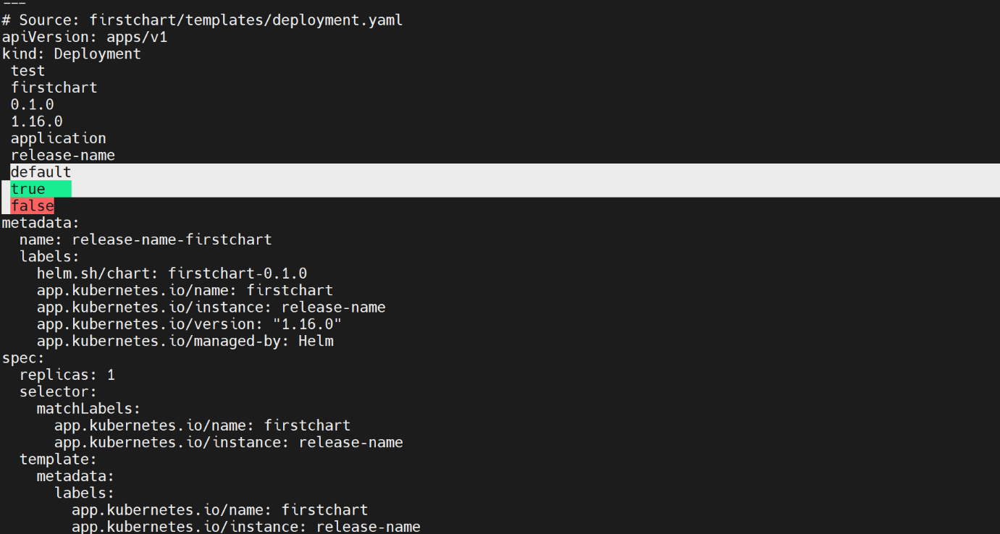 ---
# Source: firstchart/templates/deployment.yaml
apiVersion: apps/v1
kind: Deployment
 test
 firstchart
 0.1.0
 1.16.0
 application
 release-name
 default
 true
 false
metadata:
  name: release-name-firstchart
  labels:
    helm.sh/chart: firstchart-0.1.0
    app.kubernetes.io/name: firstchart
    app.kubernetes.io/instance: release-name
    app.kubernetes.io/version: "1.16.0"
    app.kubernetes.io/managed-by: Helm
spec:
  replicas: 1
  selector:
    matchLabels:
      app.kubernetes.io/name: firstchart
      app.kubernetes.io/instance: release-name
  template:
    metadata:
      labels:
        app.kubernetes.io/name: firstchart
        app.kubernetes.io/instance: release-name